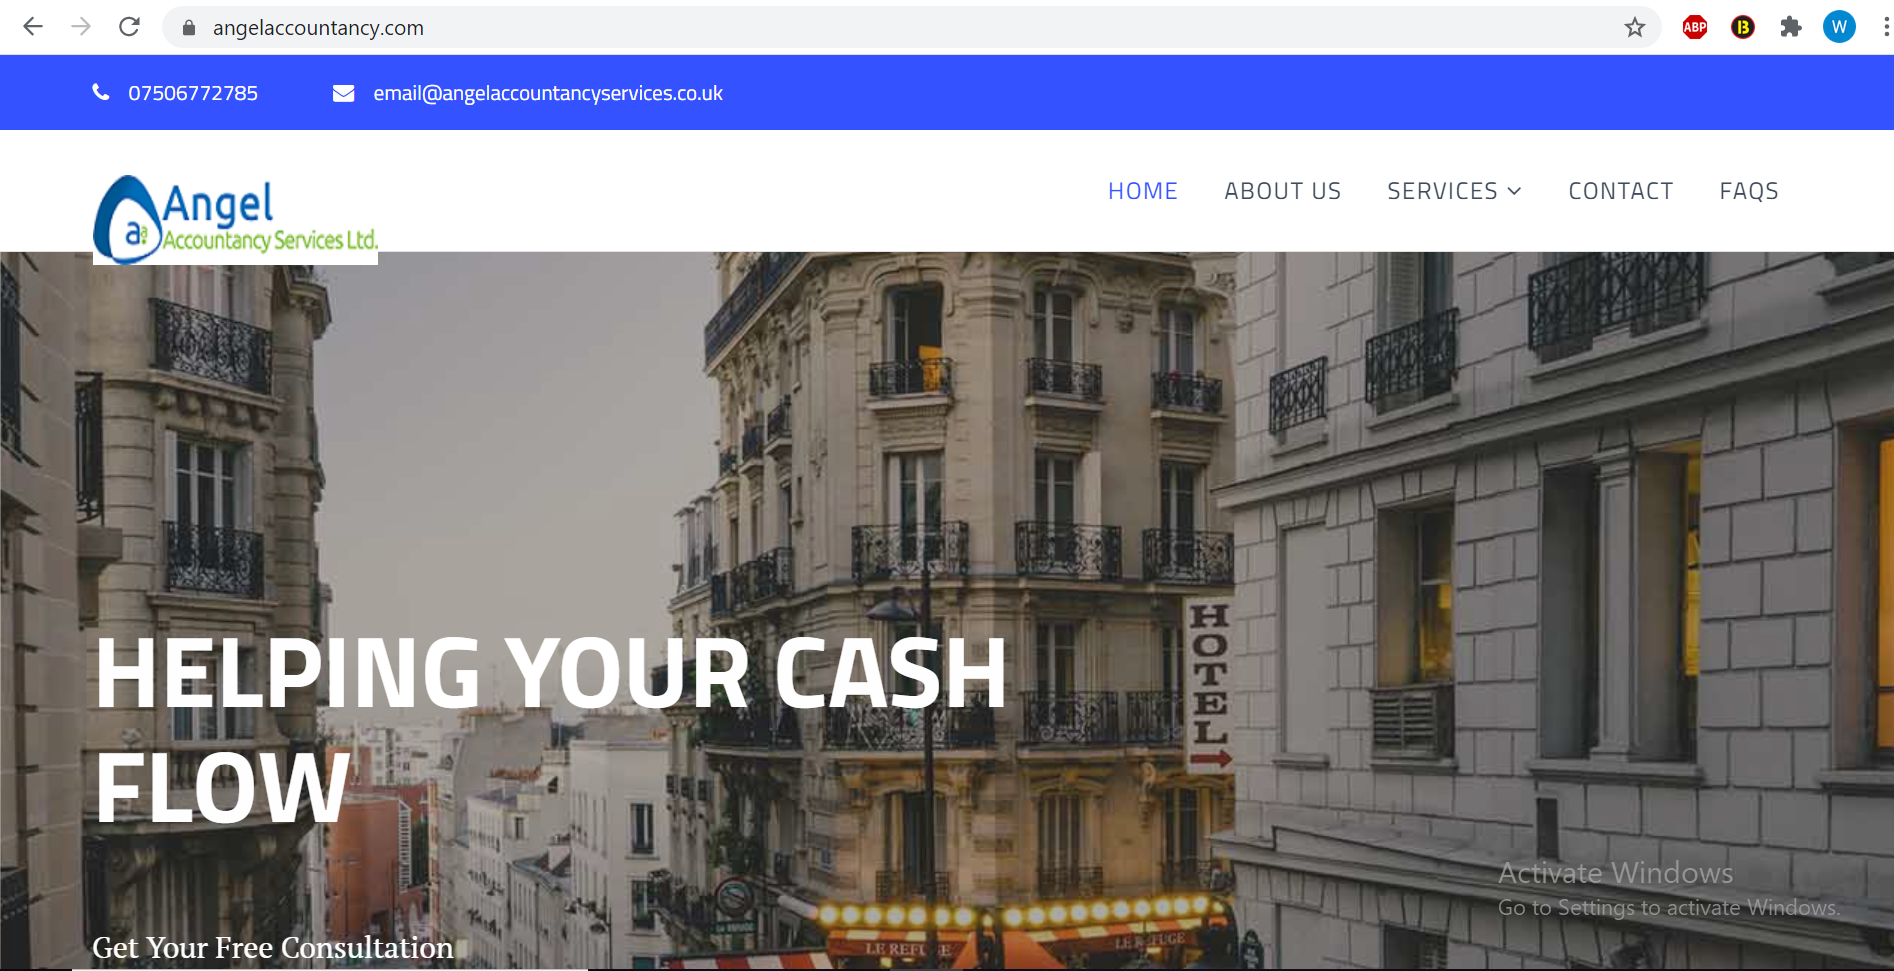 angelaccountancy.com
ABP
B
W
07506772785
email@angelaccountancyservices.co.uk
Angel
a
Accountancy Services Ltd.
HOME
ABOUT US
SERVICES
CONTACT
FAQS
HOTEL
HELPING YOUR CASH
FLOW
Activate Windows
Go to Settings to activate Windows.
LE REFUGE
LE REFUGE
Get Your Free Consultation